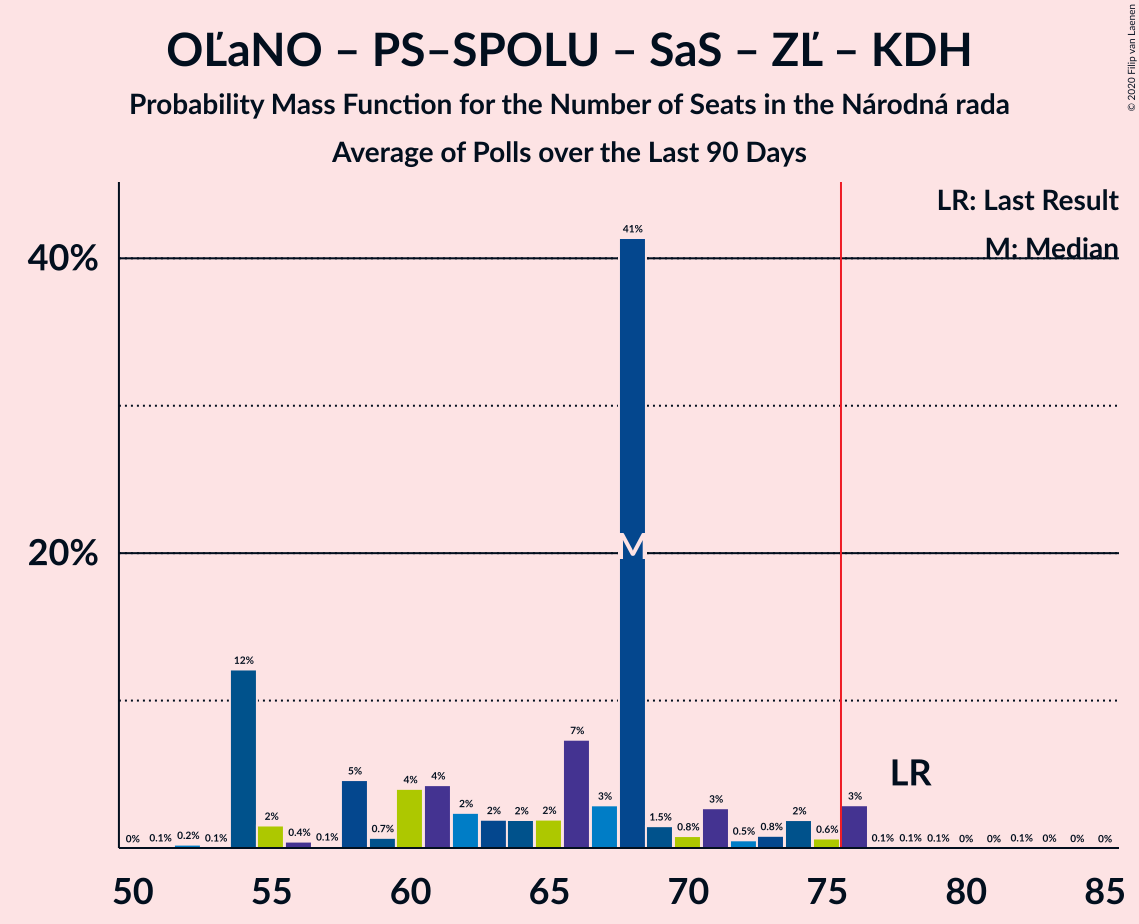 OĽaNO – PS–SPOLU – SaS – ZĽ – KDH
Probability Mass Function for the Number of Seats in the Národná rada
Average of Polls over the Last 90 Days
© 2020 Filip van Laenen
LR: Last Result
M: Median
40%
20%
0% 0.1% 0.2% 0.1% 12% 2% 0.4% 0.1% 5% 0.7% 4% 4% 2% 2% 2% 2% 7% 3% 41% 1.5% 0.8% 3% 0.5% 0.8% 2% 0.6% 3% 0.1% 0.1% 0.1% 0% 0% 0.1% 0% 0% 0%
M
LR
50 55 60 65 70 75 80 85